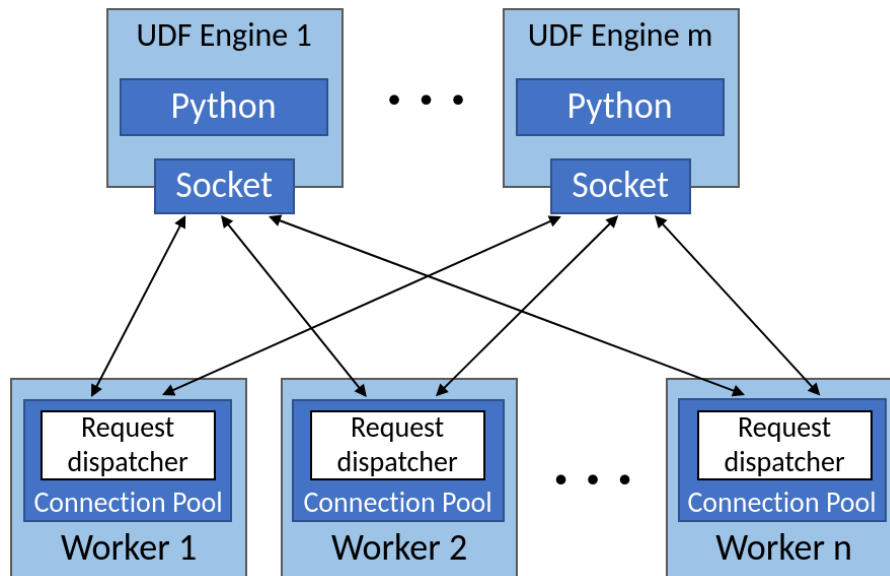 UDF Engine 1
UDF Engine m
Python
. . .
Python
Socket
Socket
Request
dispatcher
Connection Pool
Worker 1
Request
dispatcher
Connection Pool
Worker 2
. . .
Request
dispatcher
Connection Pool
Worker n